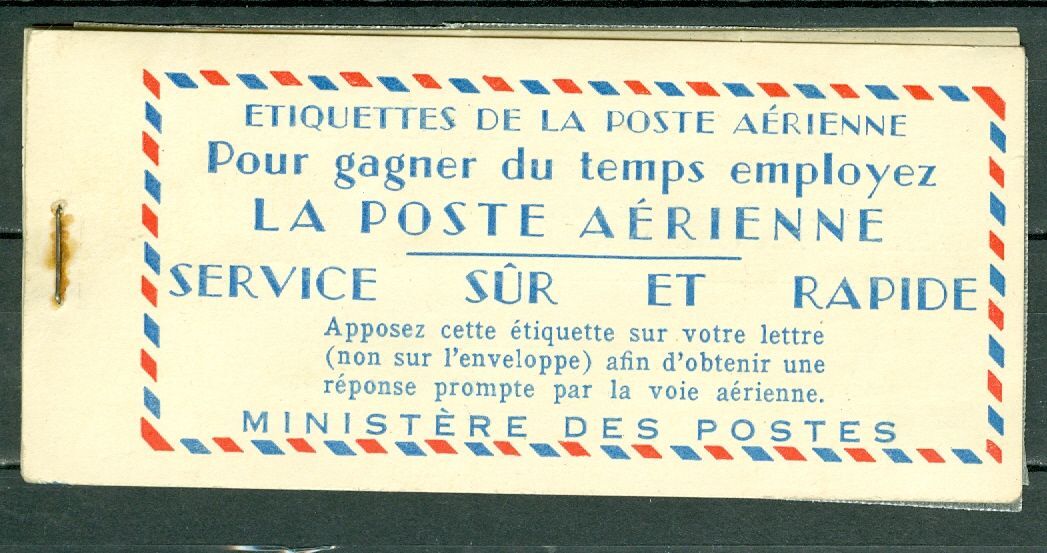 ETIQUETTES DE LA POSTE AÉRIENNE
Pour gagner du temps employez
LA POSTE AÉRIENNE
SERVICE SÛR ET RAPIDE
Apposez cette étiquette sur votre lettre
(non sur l'enveloppe) afin d'obtenir une
réponse prompte par la voie aérienne.
MINISTÈRE DES POSTES